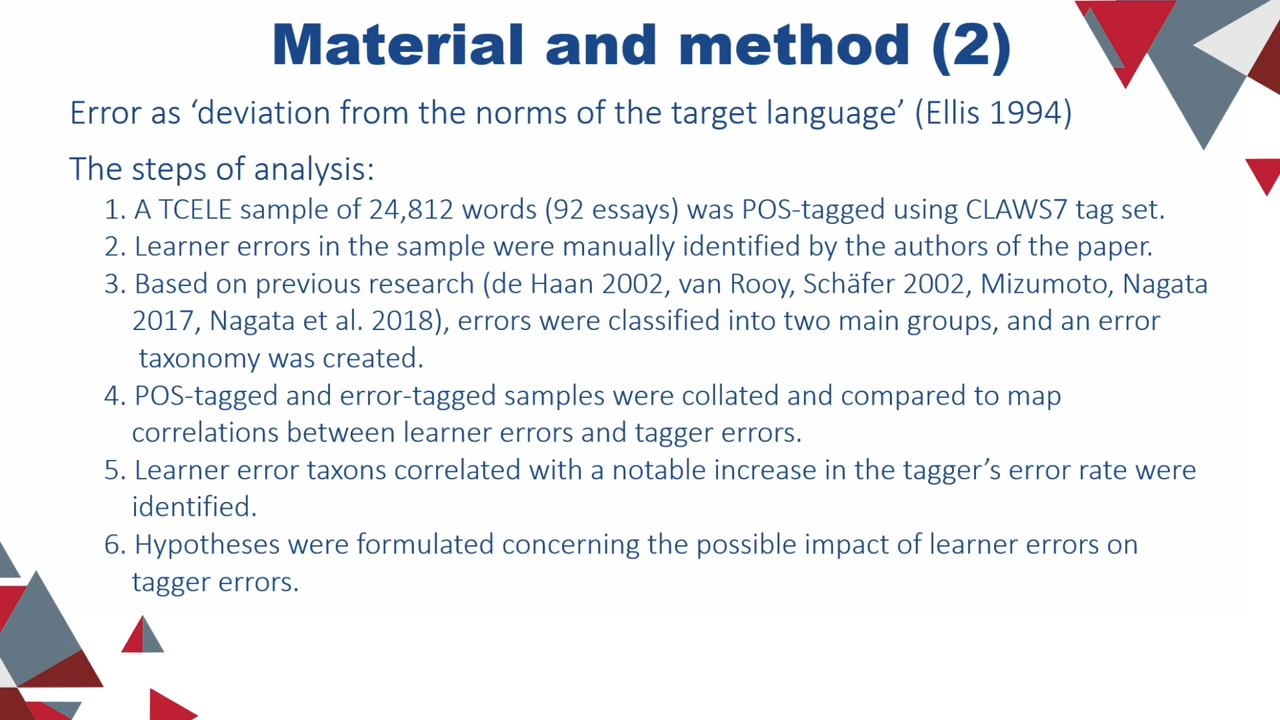 Material and method (2)
Error as ‘deviation from the norms of the target language’ (Ellis 1994)
The steps of analysis:
1. A TCELE sample of 24,812 words (92 essays) was POS-tagged using CLAWS7 tag set.
2. Learner errors in the sample were manually identified by the authors of the paper.
3. Based on previous research (de Haan 2002, van Rooy, Schäfer 2002, Mizumoto, Nagata
2017, Nagata et al. 2018), errors were classified into two main groups, and an error
taxonomy was created.
4. POS-tagged and error-tagged samples were collated and compared to map
correlations between learner errors and tagger errors.
5. Learner error taxons correlated with a notable increase in the tagger’s error rate were
identified.
6. Hypotheses were formulated concerning the possible impact of learner errors on
tagger errors.